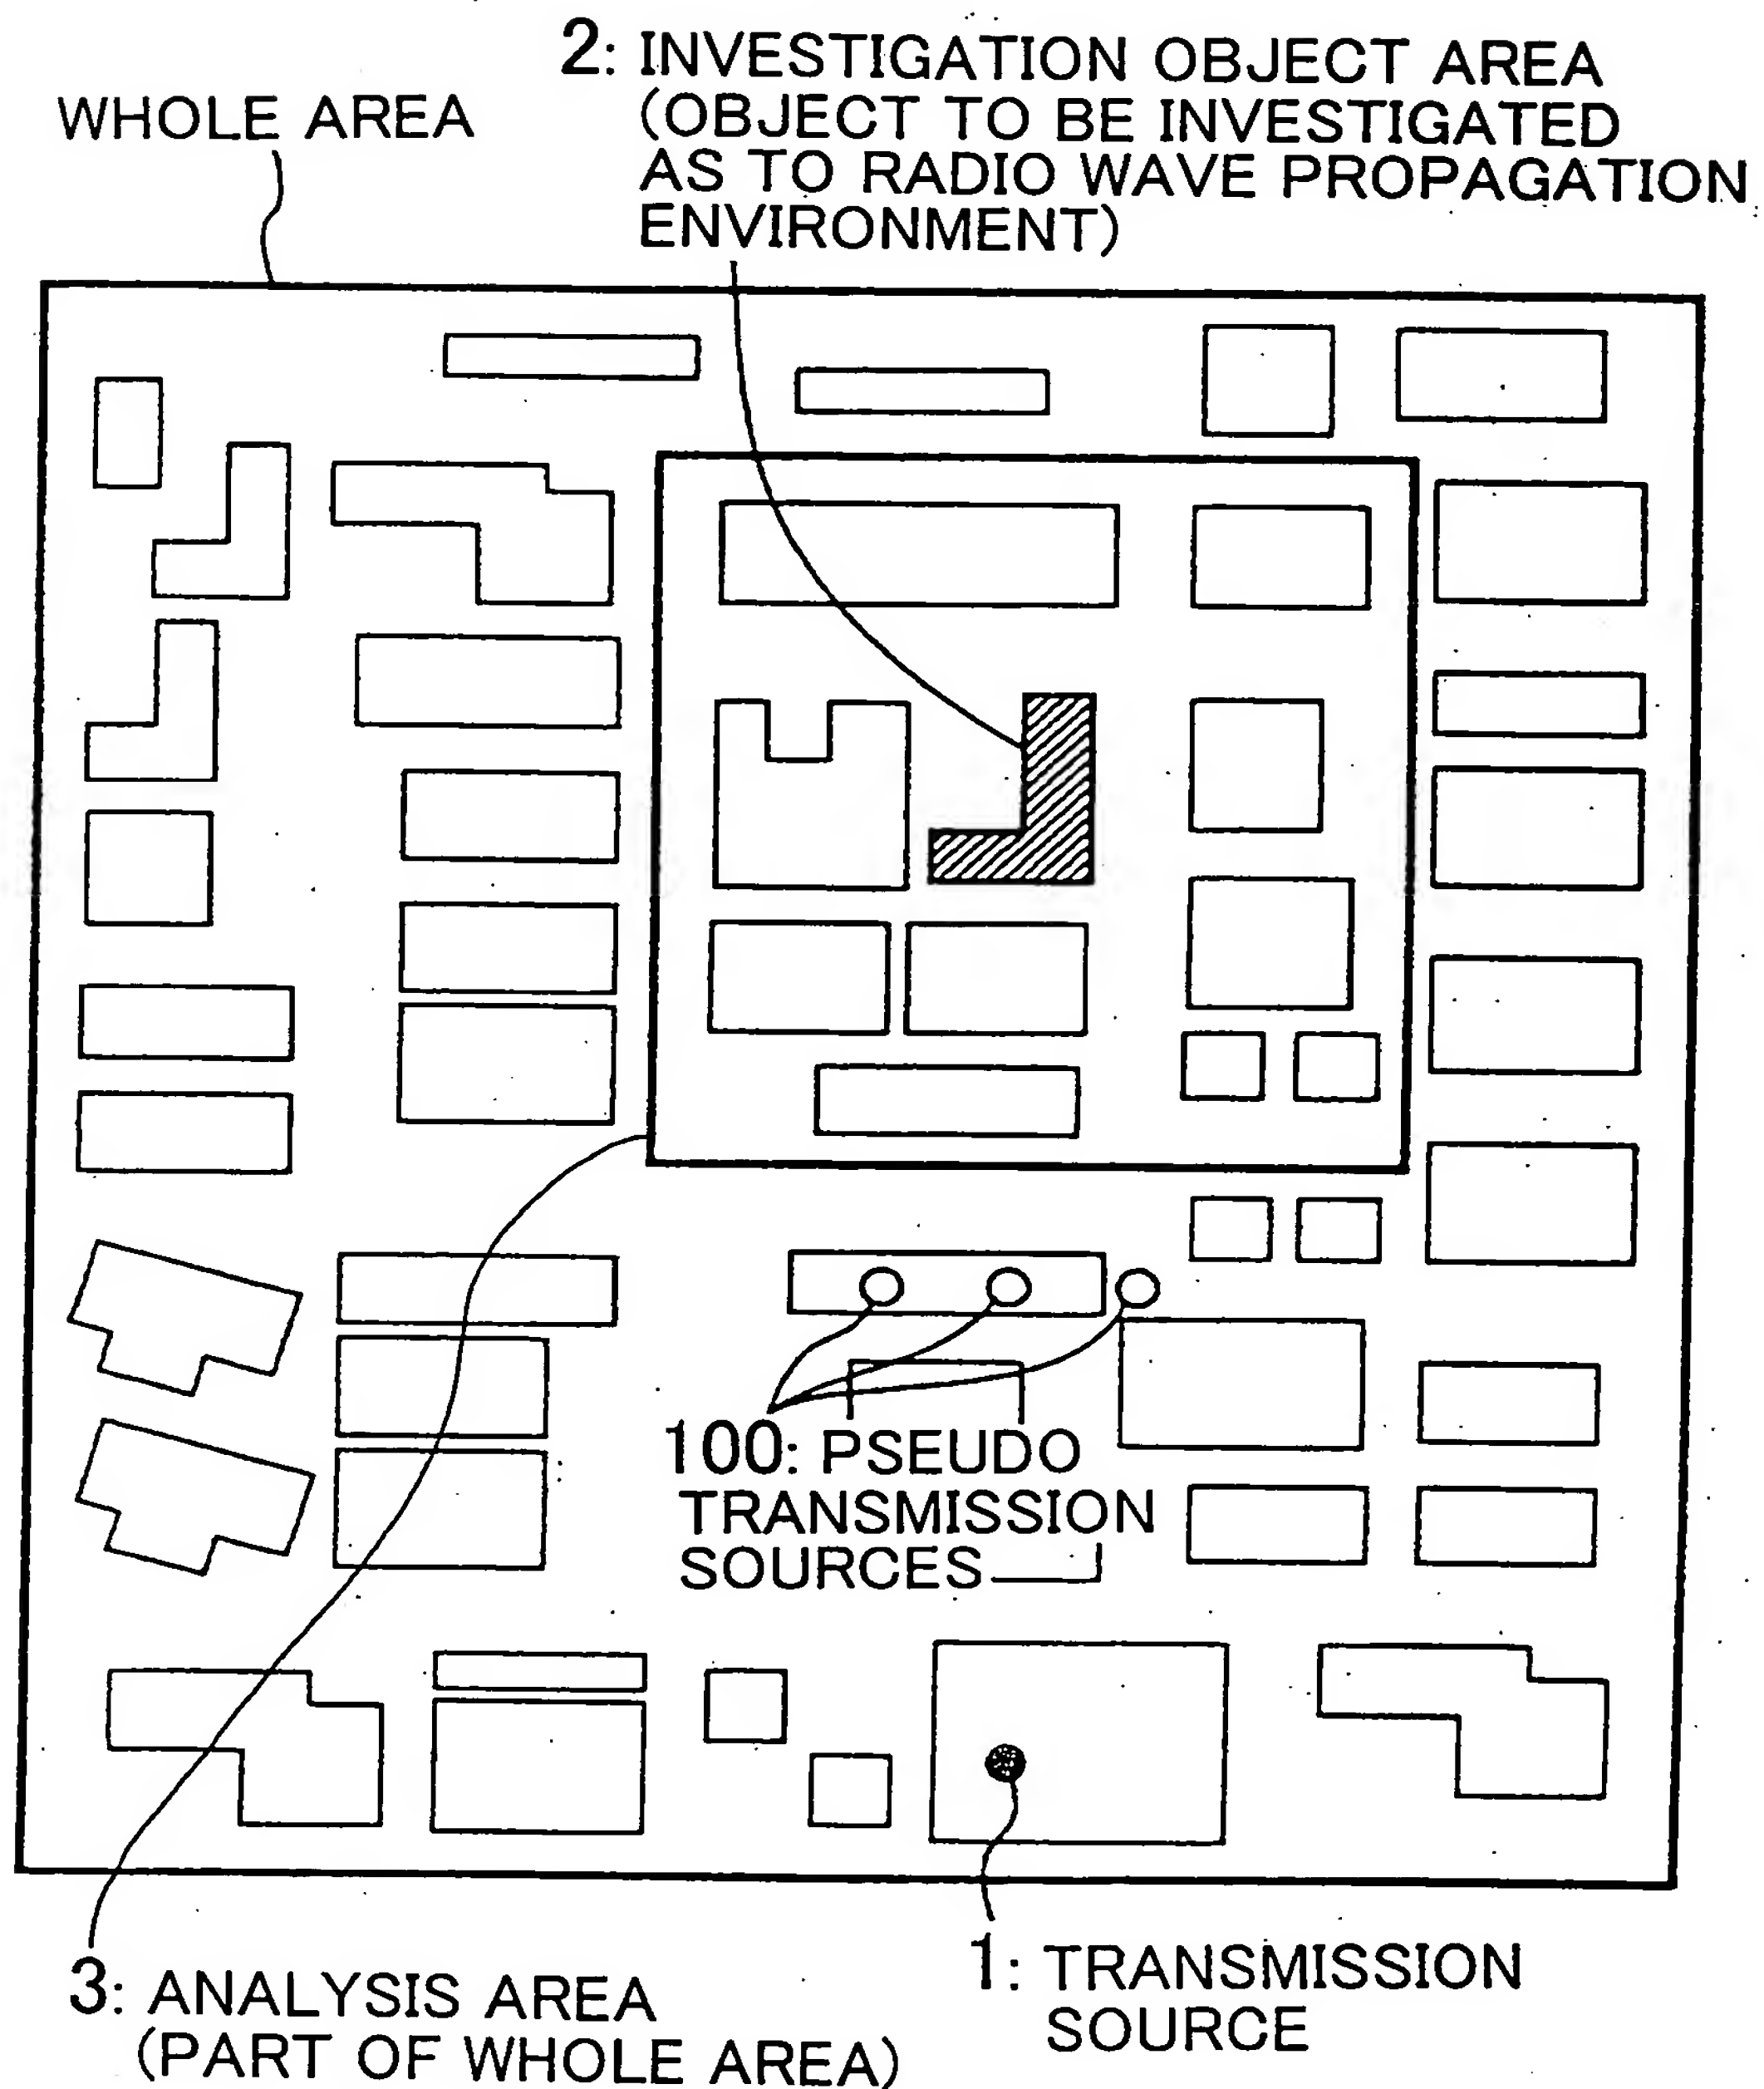 2: INVESTIGATION OBJECT AREA
(OBJECT TO BE INVESTIGATED
AS TO RADIO WAVE PROPAGATION
ENVIRONMENT)
WHOLE AREA
100: PSEUDO
TRANSMISSION
SOURCES
1: TRANSMISSION
SOURCE
3: ANALYSIS AREA
(PART OF WHOLE AREA)